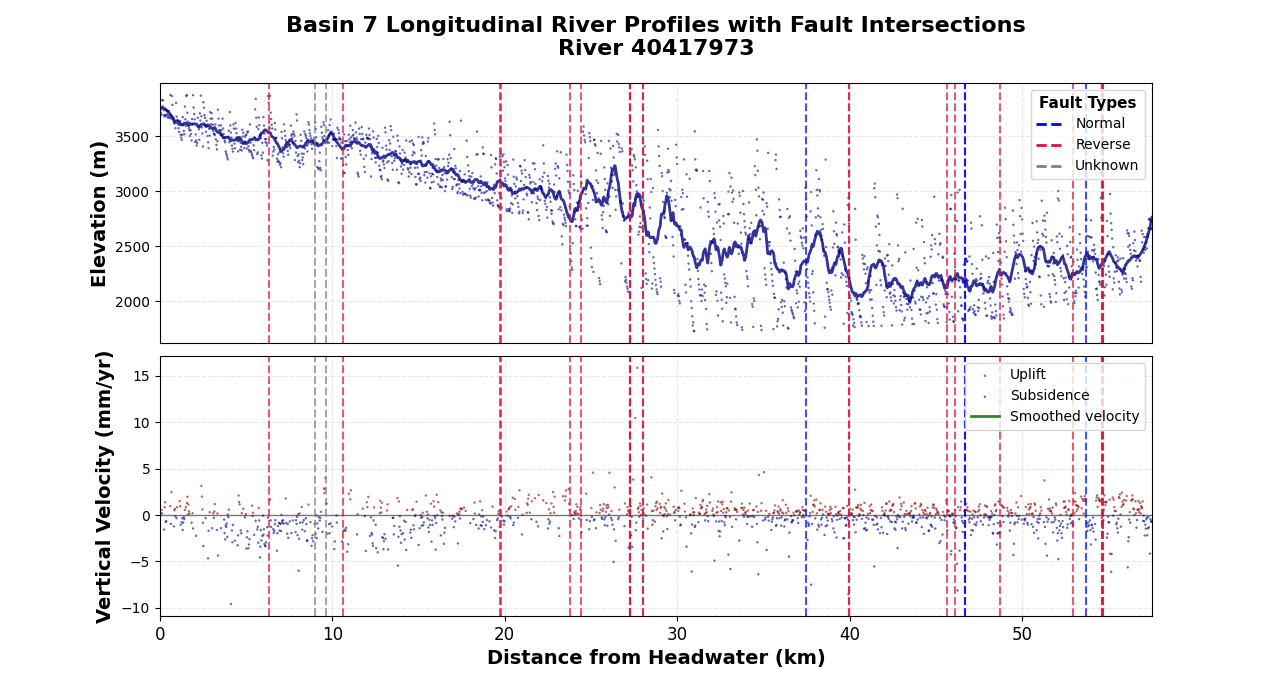 Basin 7 Longitudinal River Profiles with Fault Intersections
River 40417973
Elevation (m)
3500
3000
2500
2000
Fault Types
Normal
Reverse
Unknown
Vertical Velocity (mm/yr)
15
10
5
0
−5
−10
Uplift
Subsidence
Smoothed velocity
0 10 20 30 40 50
Distance from Headwater (km)